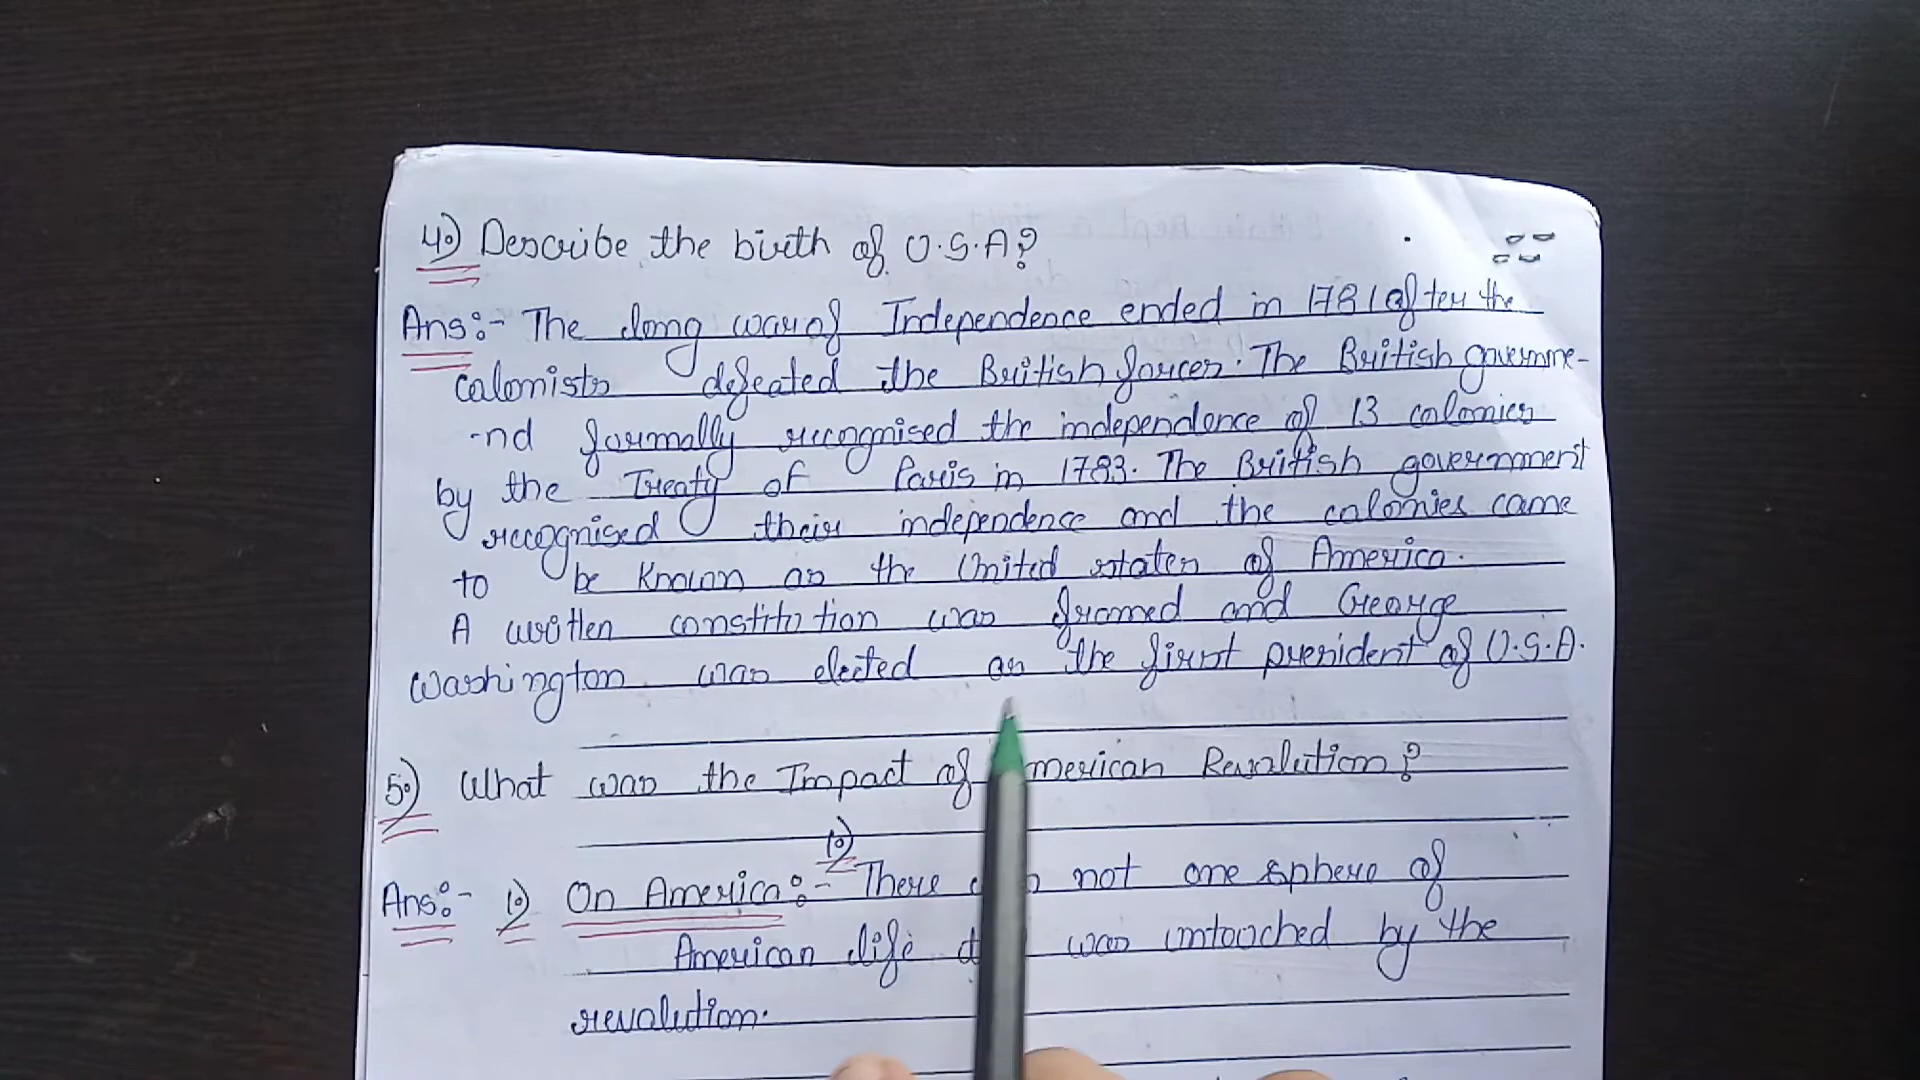 4.) Describe the birth of U.S.A?
Ans:- The long war of Independence ended in 1781 after the
colonists defeated the British forces. The British governme-
-nd formally recognised the independence of 13 colonies
by the Treaty of Paris in 1783. The British government
recognised their independence and the colonies came
to be known as the United states of America.
A written constitution was framed and George
Washington was elected as the first president of U.S.A.
5.) What was the Impact of merican Revolution?
Ans:- 1.) On America:- 1.) There not one sphere of
American life was untouched by the
revolution.